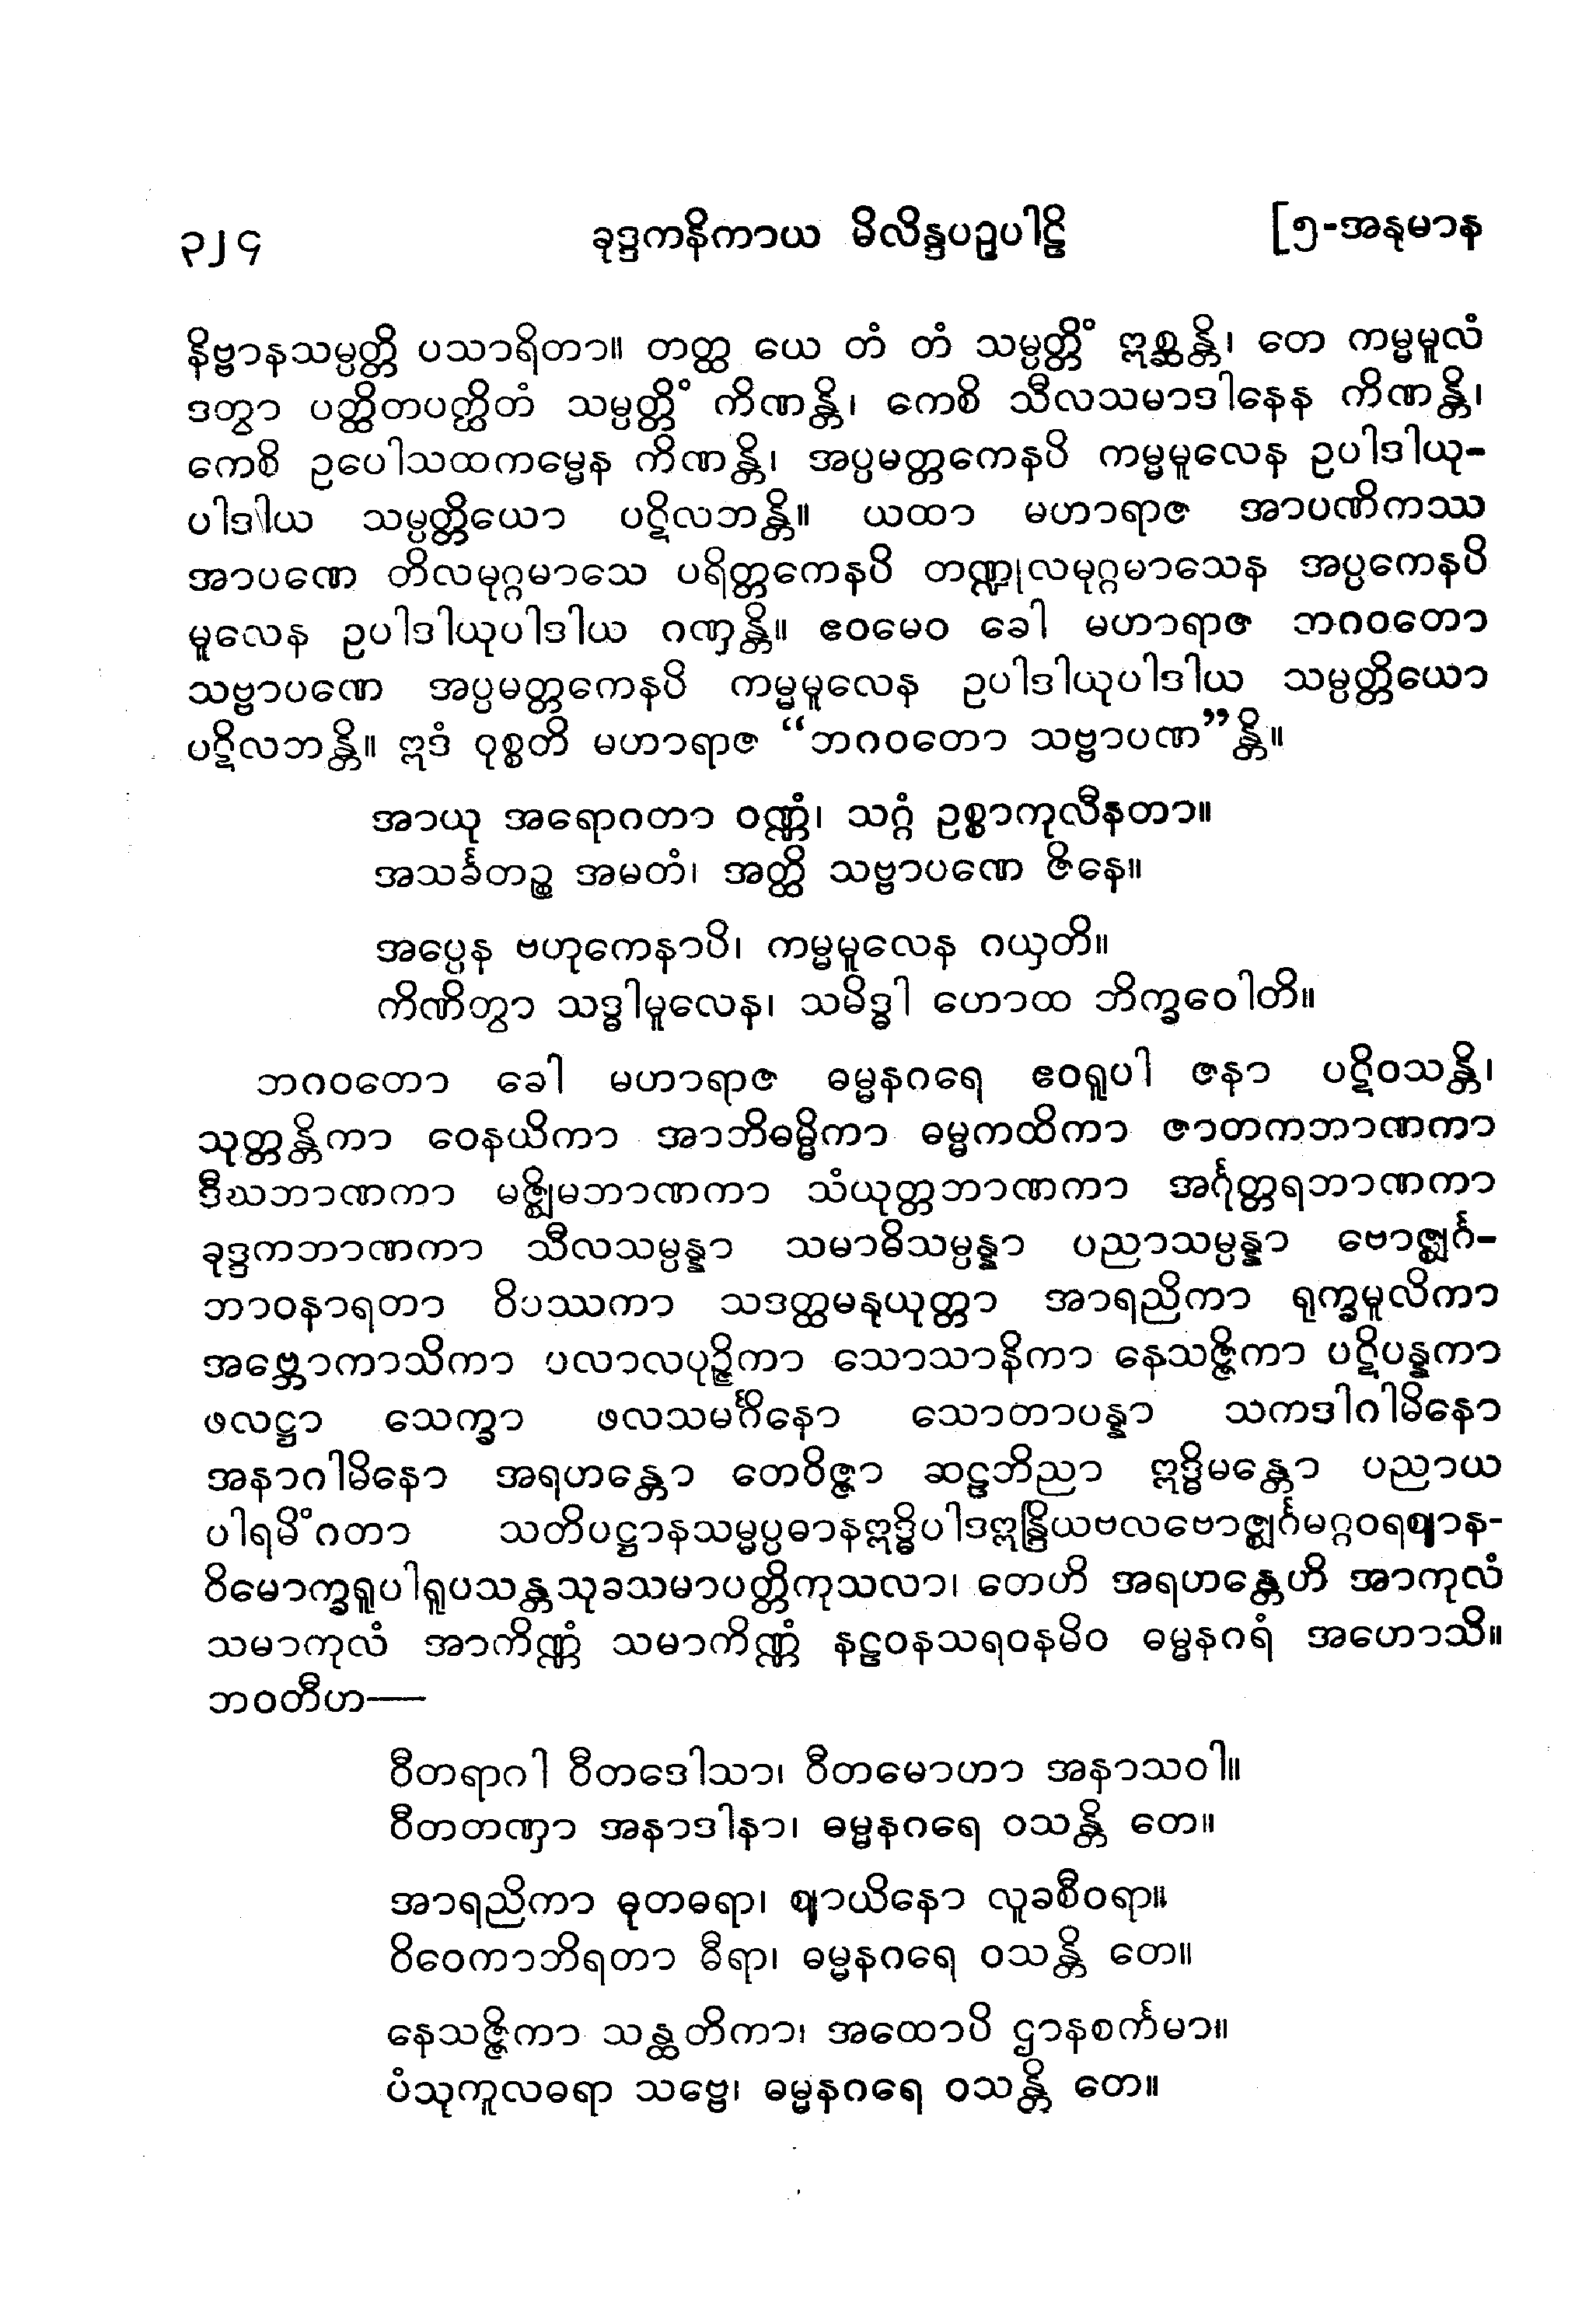 ၃၂၄ ခုဒ္ဒကနိကာယ မိလိန္ဒပဥှပါဠိ [၅-အနုမာန
နိဗ္ဗာနသမ္ပတ္တိ ပသာရိတာ။ တတ္ထ ယေ တံ တံ သမ္ပတ္တိံ ဣစ္ဆန္တိ၊ တေ ကမ္မမူလံ
ဒတွာ ပတ္ထိတပတ္ထိတံ သမ္ပတ္တိံ ကိဏန္တိ၊ ကေစိ သီလသမာဒါနေန ကိဏန္တိ၊
ကေစိ ဥပေါသထကမ္မေန ကိဏန္တိ၊ အပ္ပမတ္တကေနပိ ကမ္မမူလေန ဥပါဒါယု-
ပါဒါယ သမ္ပတ္တိယော ပဋိလဘန္တိ။ ယထာ မဟာရာဇ အာပဏိကဿ
အာပဏေ တိလမုဂ္ဂမာသေ ပရိတ္တကေနပိ တဏ္ဍုလမုဂ္ဂမာသေန အပ္ပကေနပိ
မူလေန ဥပါဒါယုပါဒါယ ဂဏှန္တိ။ ဧဝမေဝ ခေါ မဟာရာဇ ဘဂဝတော
သဗ္ဗာပဏေ အပ္ပမတ္တကေနပိ ကမ္မမူလေန ဥပါဒါယုပါဒါယ သမ္ပတ္တိယော
ပဋိလဘန္တိ။ ဣဒံ ဝုစ္စတိ မဟာရာဇ “ဘဂဝတော သဗ္ဗာပဏ”န္တိ။
အာယု အရောဂတာ ဝဏ္ဏံ၊ သဂ္ဂံ ဥစ္စာကုလီနတာ။
အသင်္ခတဉ္စ အမတံ၊ အတ္ထိ သဗ္ဗာပဏေ ဇိနေ။
အပ္ပေန ဗဟုကေနာပိ၊ ကမ္မမူလေန ဂယှတိ။
ကိဏိတွာ သဒ္ဓါမူလေန၊ သမိဒ္ဓါ ဟောထ ဘိက္ခဝေါတိ။
ဘဂဝတော ခေါ မဟာရာဇ ဓမ္မနဂရေ ဧဝရူပါ ဇနာ ပဋိဝသန္တိ၊
သုတ္တန္တိကာ ဝေနယိကာ အာဘိဓမ္မိကာ ဓမ္မကထိကာ ဇာတကဘာဏကာ
ဒီဃဘာဏကာ မဇ္ဈိမဘာဏကာ သံယုတ္တဘာဏကာ အင်္ဂုတ္တရဘာဏကာ
ခုဒ္ဒကဘာဏကာ သီလသမ္ပန္နာ သမာဓိသမ္ပန္နာ ပညာသမ္ပန္နာ ဗောဇ္ဈင်္ဂ-
ဘာဝနာရတာ ဝိပဿကာ သဒတ္ထမနုယုတ္တာ အာရညိကာ ရုက္ခမူလိကာ
အဗ္ဘောကာသိကာ ပလာလပုဉ္ဇိကာ သောသာနိကာ နေသဇ္ဇိကာ ပဋိပန္နကာ
ဖလဋ္ဌာ သေက္ခာ ဖလသမင်္ဂိနော သောတာပန္နာ သကဒါဂါမိနော
အနာဂါမိနော အရဟန္တော တေဝိဇ္ဇာ ဆဠဘိညာ ဣဒ္ဓိမန္တော ပညာယ
ပါရမိံဂတာ သတိပဋ္ဌာနသမ္မပ္ပဓာနဣဒ္ဓိပါဒဣန္ဒြိယဗလဗောဇ္ဈင်္ဂမဂ္ဂဝရဈာန-
ဝိမောက္ခရူပါရူပသန္တသုခသမာပတ္တိကုသလာ၊ တေဟိ အရဟန္တေဟိ အာကုလံ
သမာကုလံ အာကိဏ္ဏံ သမာကိဏ္ဏံ နဠဝနသရဝနမိဝ ဓမ္မနဂရံ အဟောသိ။
ဘဝတီဟ—
ဝီတရာဂါ ဝီတဒေါသာ၊ ဝီတမောဟာ အနာသဝါ။
ဝီတတဏှာ အနာဒါနာ၊ ဓမ္မနဂရေ ဝသန္တိ တေ။
အာရညိကာ ဓုတဓရာ၊ ဈာယိနော လူခစီဝရာ။
ဝိဝေကာဘိရတာ ဓီရာ၊ ဓမ္မနဂရေ ဝသန္တိ တေ။
နေသဇ္ဇိကာ သန္ထတိကာ၊ အထောပိ ဌာနစင်္ကမာ။
ပံသုကူလဓရာ သဗ္ဗေ၊ ဓမ္မနဂရေ ဝသန္တိ တေ။